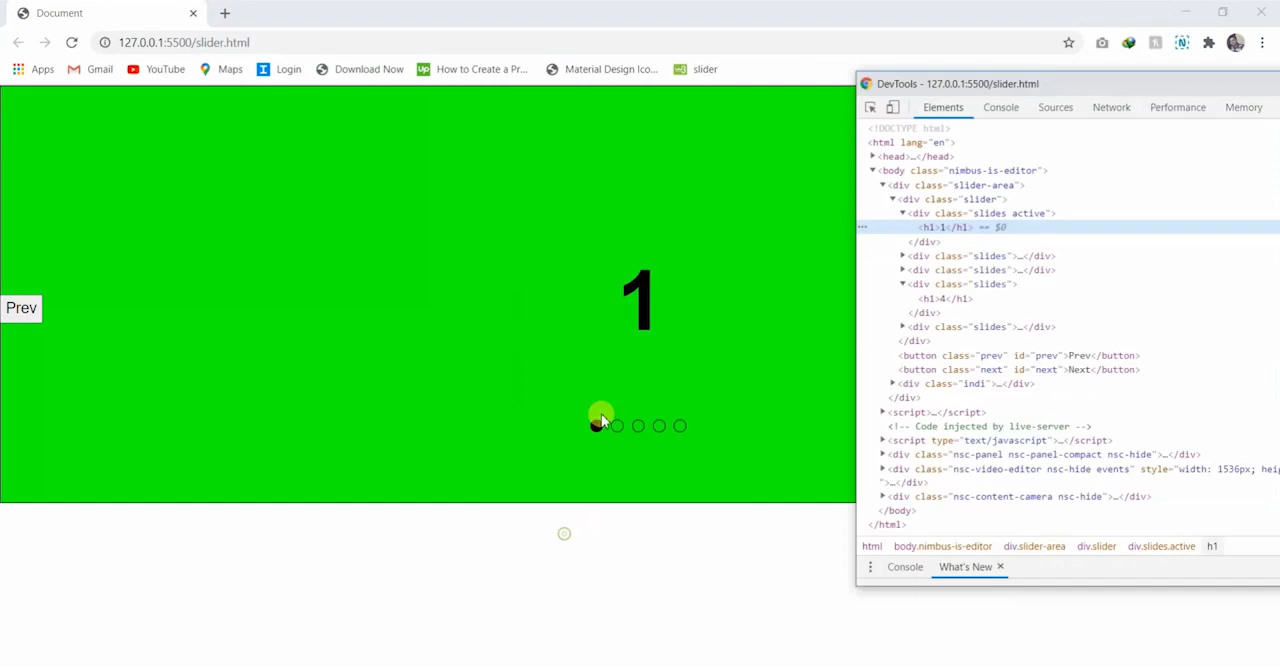 Document
127.0.0.1:5500/slider.html
Apps Gmail YouTube Maps Login Download Now How to Create a Pr... Material Design Ico... slider
DevTools - 127.0.0.1:5500/slider.html
Elements Console Sources Network Performance Memory
<!DOCTYPE html>
<html lang="en">
<head>…</head>
<body class="nimbus-is-editor">
<div class="slider-area">
<div class="slider">
<div class="slides active">
<h1>1</h1> == $0
</div>
<div class="slides">…</div>
<div class="slides">…</div>
<div class="slides">
<h1>4</h1>
</div>
<div class="slides">…</div>
</div>
<button class="prev" id="prev">Prev</button>
<button class="next" id="next">Next</button>
<div class="indi">…</div>
</div>
<script>…</script>
<!-- Code injected by live-server -->
<script type="text/javascript">…</script>
<div class="nsc-panel nsc-panel-compact nsc-hide">…</div>
<div class="nsc-video-editor nsc-hide events" style="width: 1536px; heig
">…</div>
<div class="nsc-content-camera nsc-hide">…</div>
</body>
</html>
html body.nimbus-is-editor div.slider-area div.slider div.slides.active h1
Console What's New
1
Prev